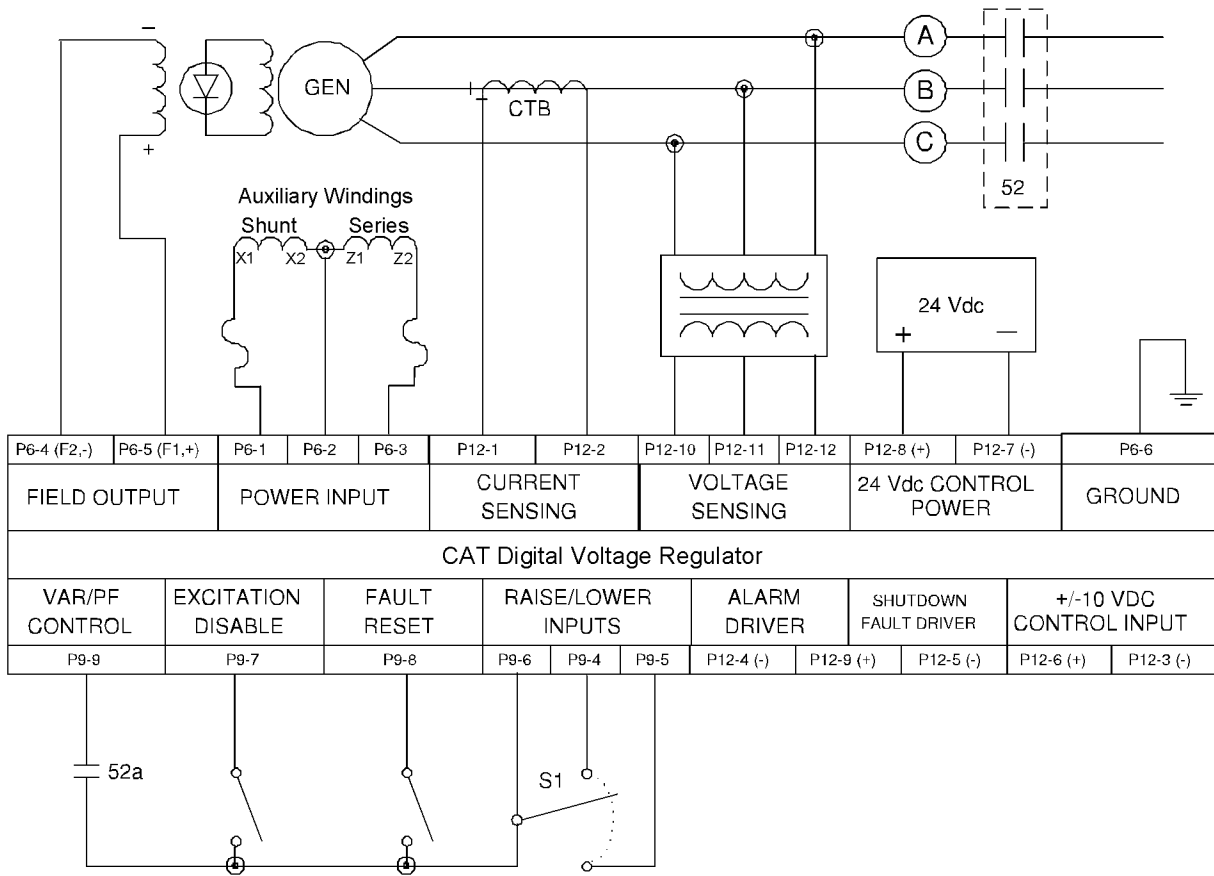 −
+
GEN
CTB
A
B
C
52
Auxiliary Windings
Shunt Series
X1 X2 Z1 Z2
24 Vdc
+ −
P6-4 (F2,-) P6-5 (F1,+) P6-1 P6-2 P6-3 P12-1 P12-2 P12-10 P12-11 P12-12 P12-8 (+) P12-7 (-) P6-6
FIELD OUTPUT
POWER INPUT
CURRENT
SENSING
VOLTAGE
SENSING
24 Vdc CONTROL
POWER
GROUND
CAT Digital Voltage Regulator
VAR/PF
CONTROL
EXCITATION
DISABLE
FAULT
RESET
RAISE/LOWER
INPUTS
ALARM
DRIVER
SHUTDOWN
FAULT DRIVER
+/-10 VDC
CONTROL INPUT
P9-9 P9-7 P9-8 P9-6 P9-4 P9-5 P12-4 (-) P12-9 (+) P12-5 (-) P12-6 (+) P12-3 (-)
52a
S1